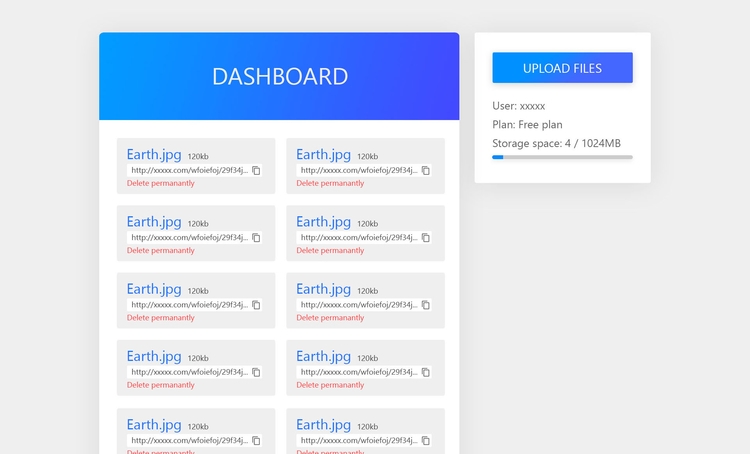 DASHBOARD
Earth.jpg 120kb
http://xxxxx.com/wfoiefoj/29f34j...
Delete permanantly
Earth.jpg 120kb
http://xxxxx.com/wfoiefoj/29f34j...
Delete permanantly
Earth.jpg 120kb
http://xxxxx.com/wfoiefoj/29f34j...
Delete permanantly
Earth.jpg 120kb
http://xxxxx.com/wfoiefoj/29f34j...
Delete permanantly
Earth.jpg 120kb
http://xxxxx.com/wfoiefoj/29f34j...
Delete permanantly
Earth.jpg 120kb
http://xxxxx.com/wfoiefoj/29f34j...
Delete permanantly
Earth.jpg 120kb
http://xxxxx.com/wfoiefoj/29f34j...
Delete permanantly
Earth.jpg 120kb
http://xxxxx.com/wfoiefoj/29f34j...
Delete permanantly
Earth.jpg 120kb
http://xxxxx.com/wfoiefoj/29f34j...
Delete permanantly
Earth.jpg 120kb
http://xxxxx.com/wfoiefoj/29f34j...
Delete permanantly
UPLOAD FILES
User: xxxxx
Plan: Free plan
Storage space: 4 / 1024MB